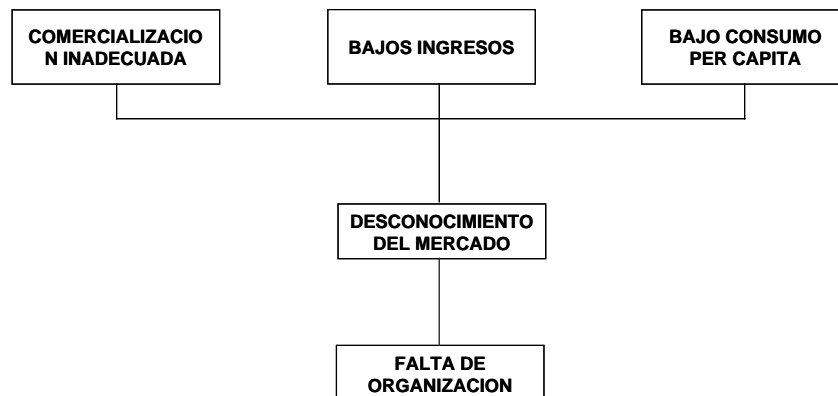 COMERCIALIZACIO
N INADECUADA
BAJOS INGRESOS
BAJO CONSUMO
PER CAPITA
DESCONOCIMIENTO
DEL MERCADO
FALTA DE
ORGANIZACION